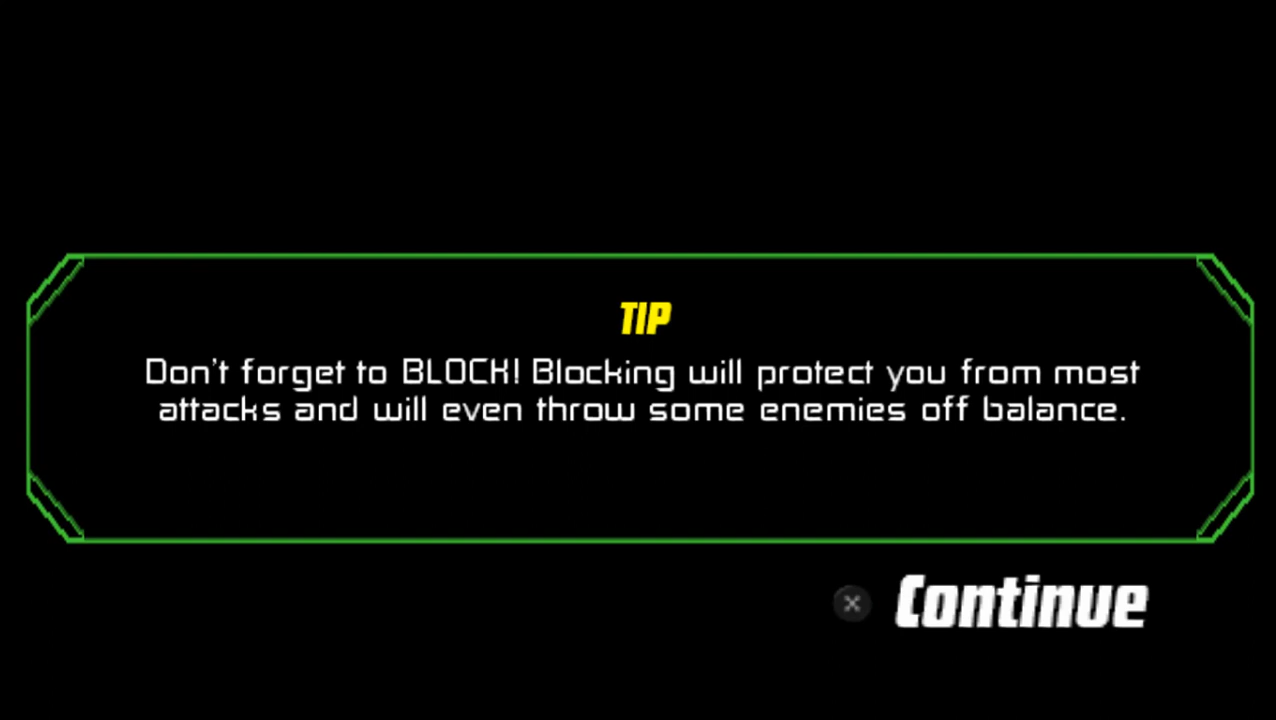 TIP
Don't forget to BLOCK! Blocking will protect you from most
attacks and will even throw some enemies off balance.
Continue